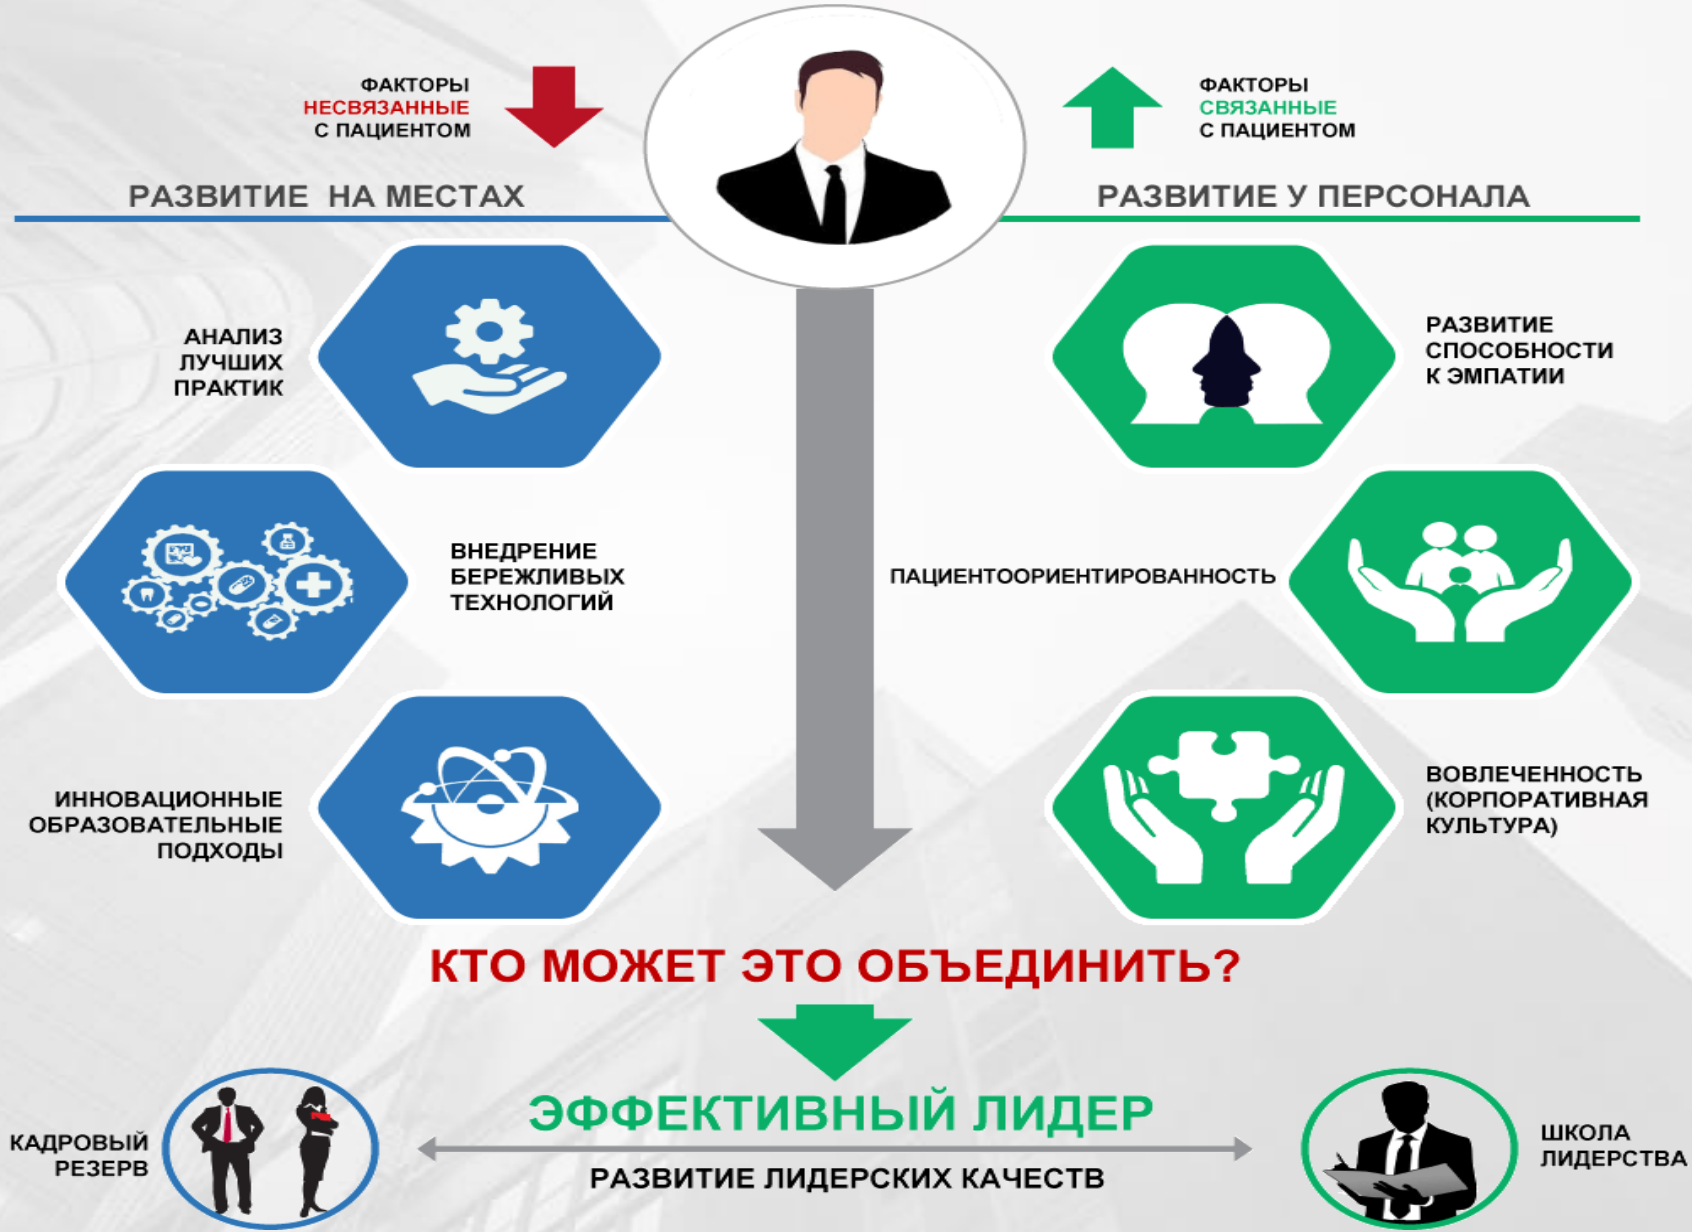 ФАКТОРЫ
НЕСВЯЗАННЫЕ
С ПАЦИЕНТОМ
ФАКТОРЫ
СВЯЗАННЫЕ
С ПАЦИЕНТОМ
РАЗВИТИЕ НА МЕСТАХ
РАЗВИТИЕ У ПЕРСОНАЛА
АНАЛИЗ
ЛУЧШИХ
ПРАКТИК
РАЗВИТИЕ
СПОСОБНОСТИ
К ЭМПАТИИ
ВНЕДРЕНИЕ
БЕРЕЖЛИВЫХ
ТЕХНОЛОГИЙ
ПАЦИЕНТООРИЕНТИРОВАННОСТЬ
ИННОВАЦИОННЫЕ
ОБРАЗОВАТЕЛЬНЫЕ
ПОДХОДЫ
ВОВЛЕЧЕННОСТЬ
(КОРПОРАТИВНАЯ
КУЛЬТУРА)
КТО МОЖЕТ ЭТО ОБЪЕДИНИТЬ?
ЭФФЕКТИВНЫЙ ЛИДЕР
КАДРОВЫЙ
РЕЗЕРВ
РАЗВИТИЕ ЛИДЕРСКИХ КАЧЕСТВ
ШКОЛА
ЛИДЕРСТВА